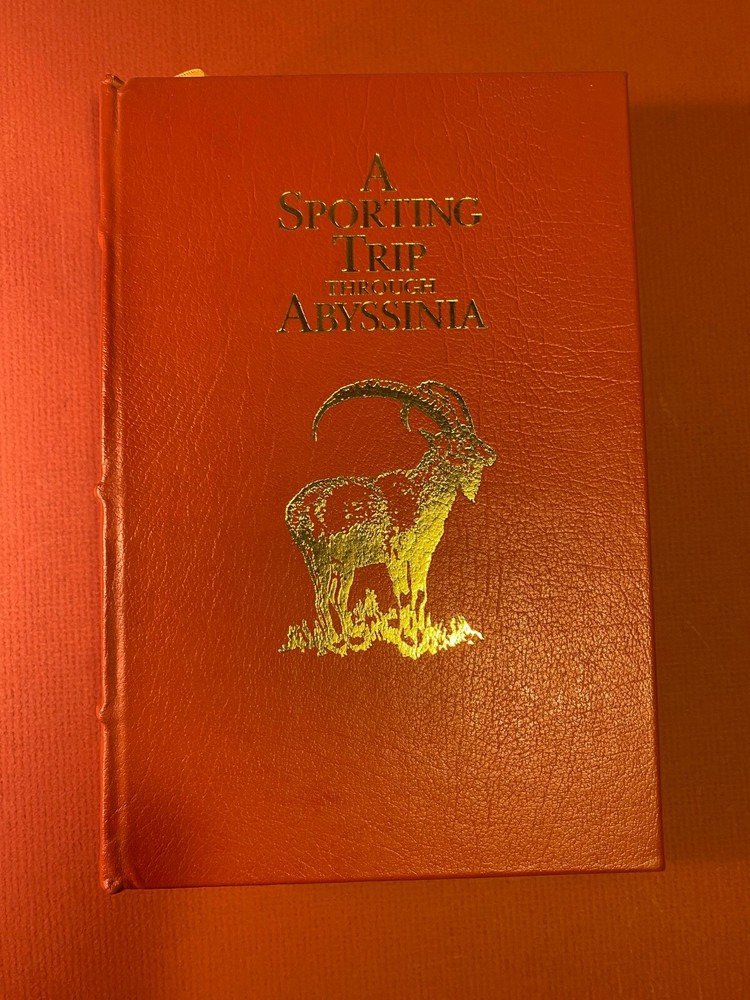 A
SPORTING
TRIP
THROUGH
ABYSSINIA